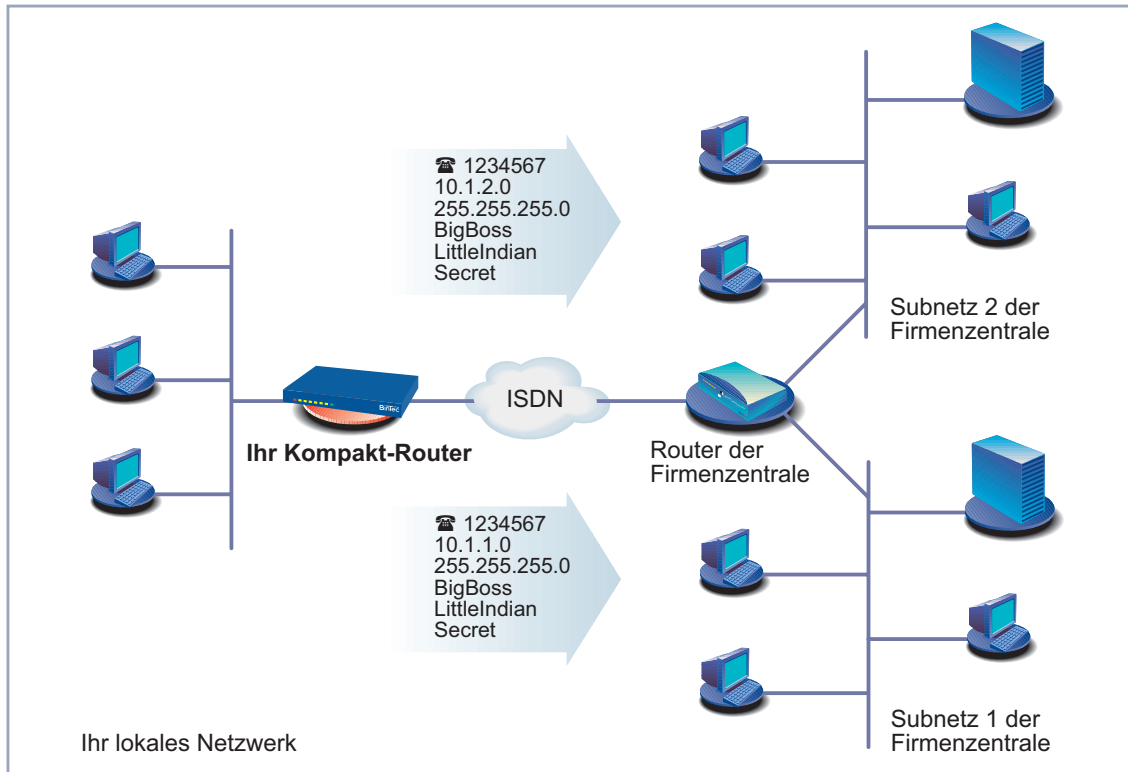 ☎ 1234567
10.1.2.0
255.255.255.0
BigBoss
LittleIndian
Secret
Subnetz 2 der
Firmenzentrale
BinTec
ISDN
Ihr Kompakt-Router
Router der
Firmenzentrale
☎ 1234567
10.1.1.0
255.255.255.0
BigBoss
LittleIndian
Secret
Ihr lokales Netzwerk
Subnetz 1 der
Firmenzentrale